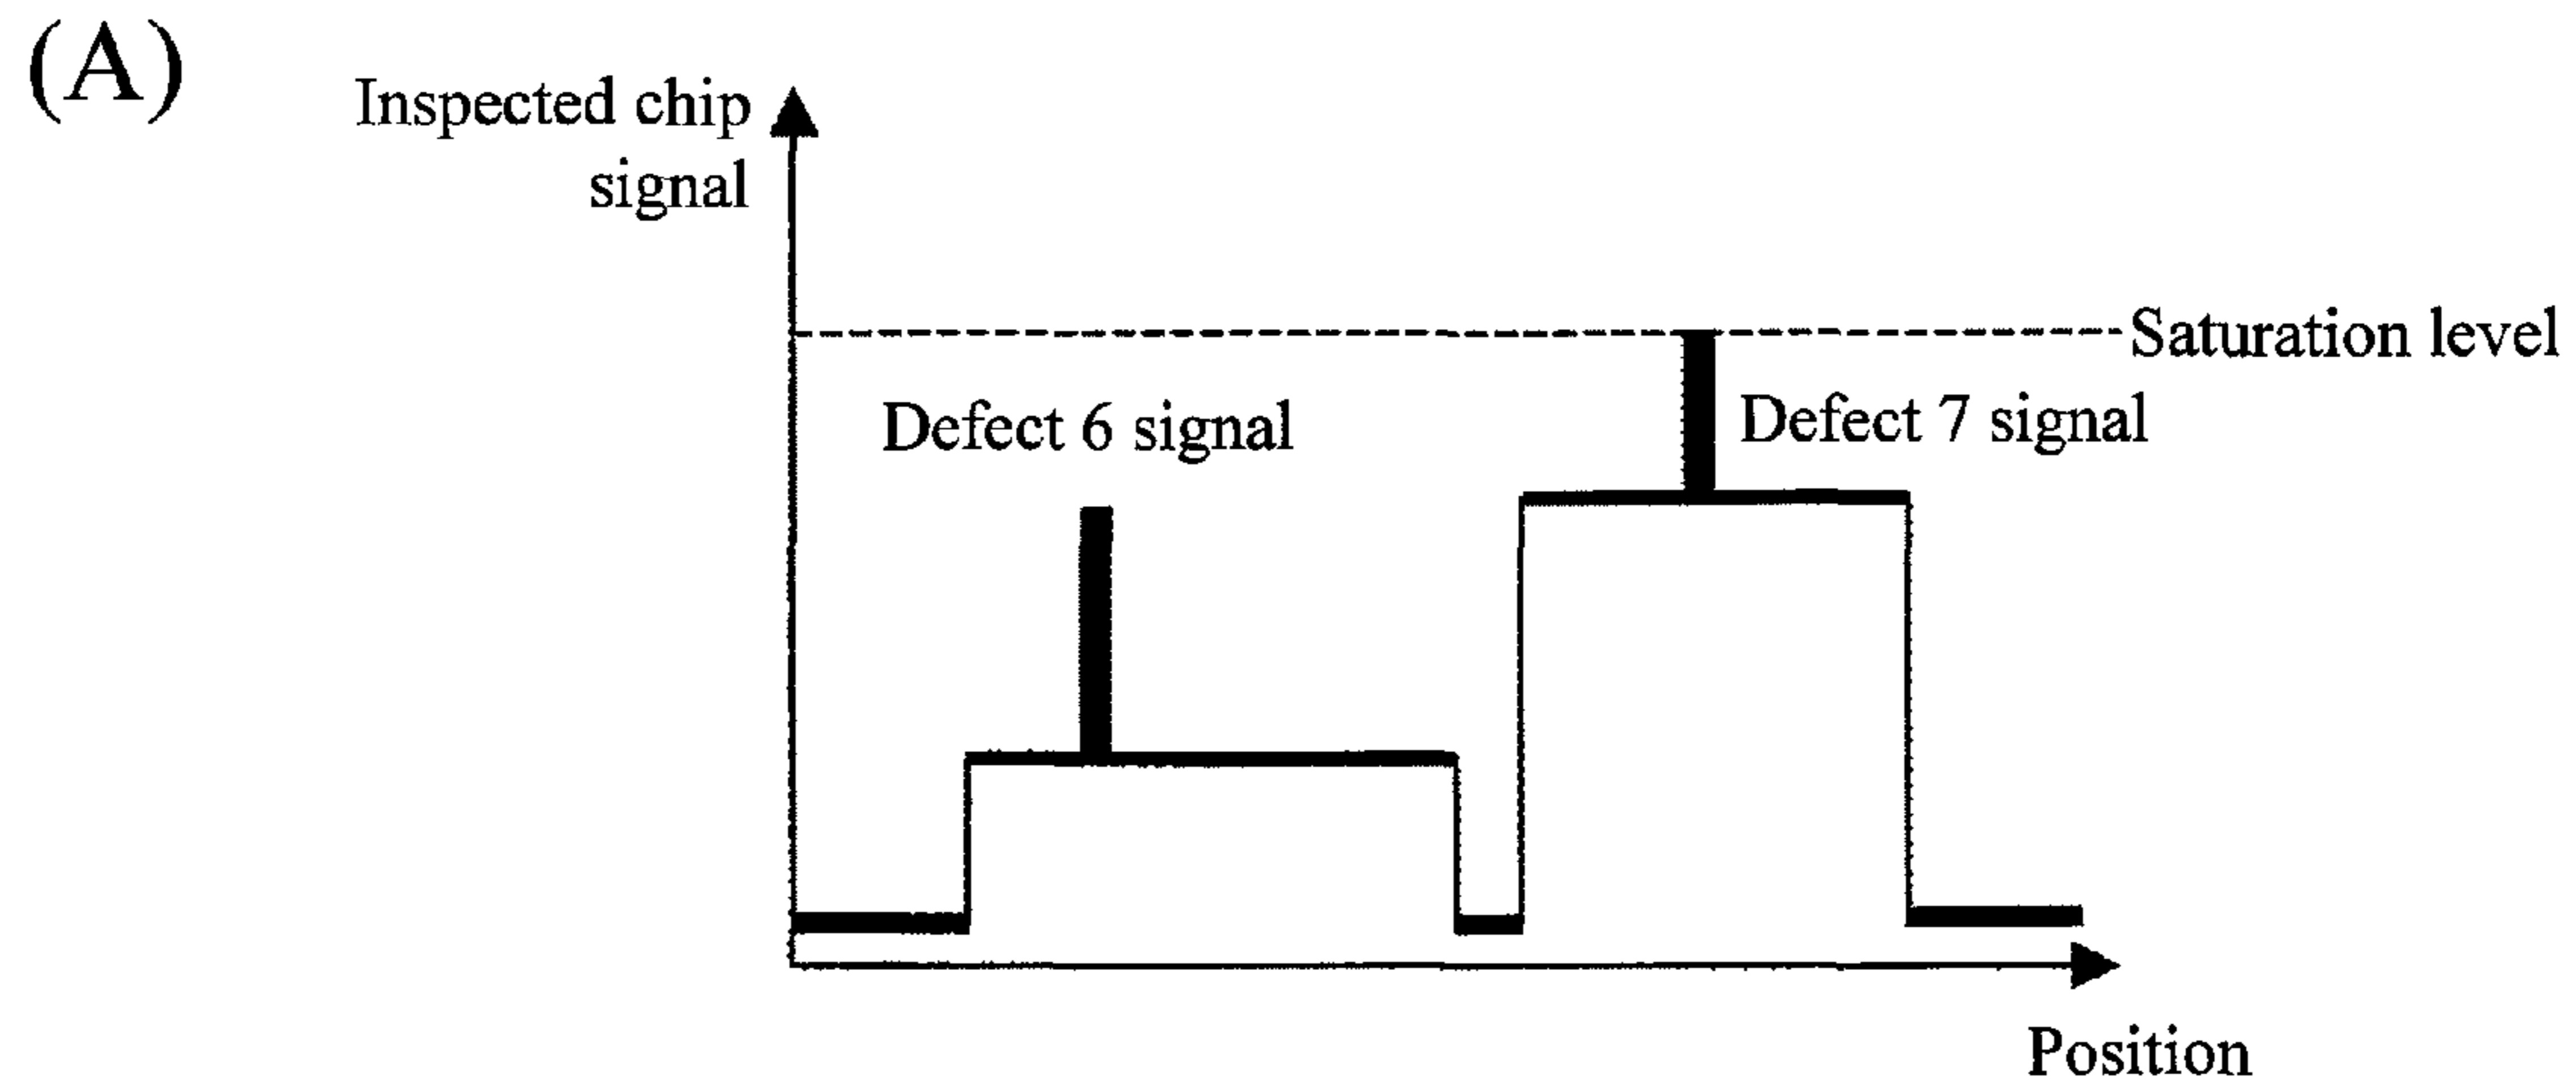 (A)
Inspected chip
signal
Saturation level
Defect 6 signal
Defect 7 signal
Position